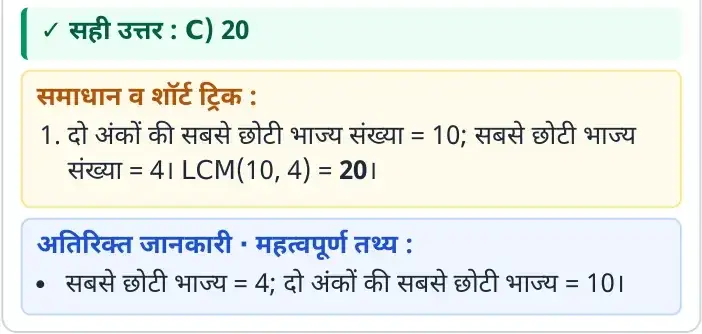 ✓ सही उत्तर : C) 20
समाधान व शॉर्ट ट्रिक :
1. दो अंकों की सबसे छोटी भाज्य संख्या = 10; सबसे छोटी भाज्य
संख्या = 4। LCM(10, 4) = 20।
अतिरिक्त जानकारी · महत्वपूर्ण तथ्य :
• सबसे छोटी भाज्य = 4; दो अंकों की सबसे छोटी भाज्य = 10।